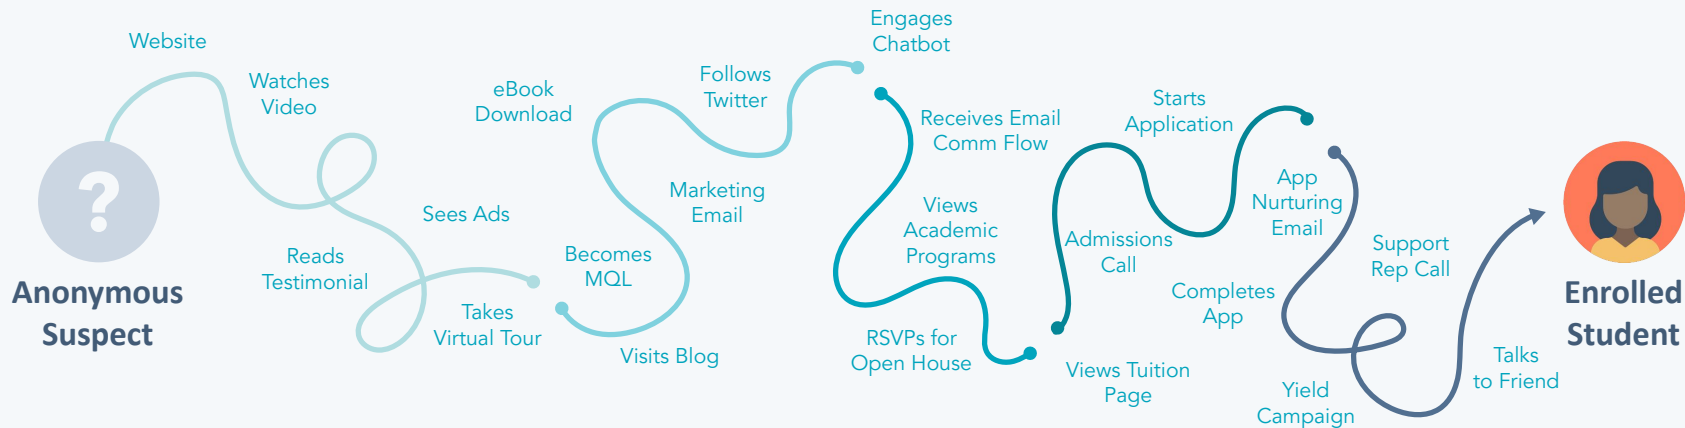 Website
Watches
Video
?
Anonymous
Suspect
Reads
Testimonial
Sees Ads
Takes
Virtual Tour
Becomes
MQL
Visits Blog
eBook
Download
Marketing
Email
Follows
Twitter
Engages
Chatbot
Receives Email
Comm Flow
Views
Academic
Programs
RSVPs for
Open House
Views Tuition
Page
Admissions
Call
Starts
Application
App
Nurturing
Email
Completes
App
Yield
Campaign
Support
Rep Call
Talks
to Friend
Enrolled
Student